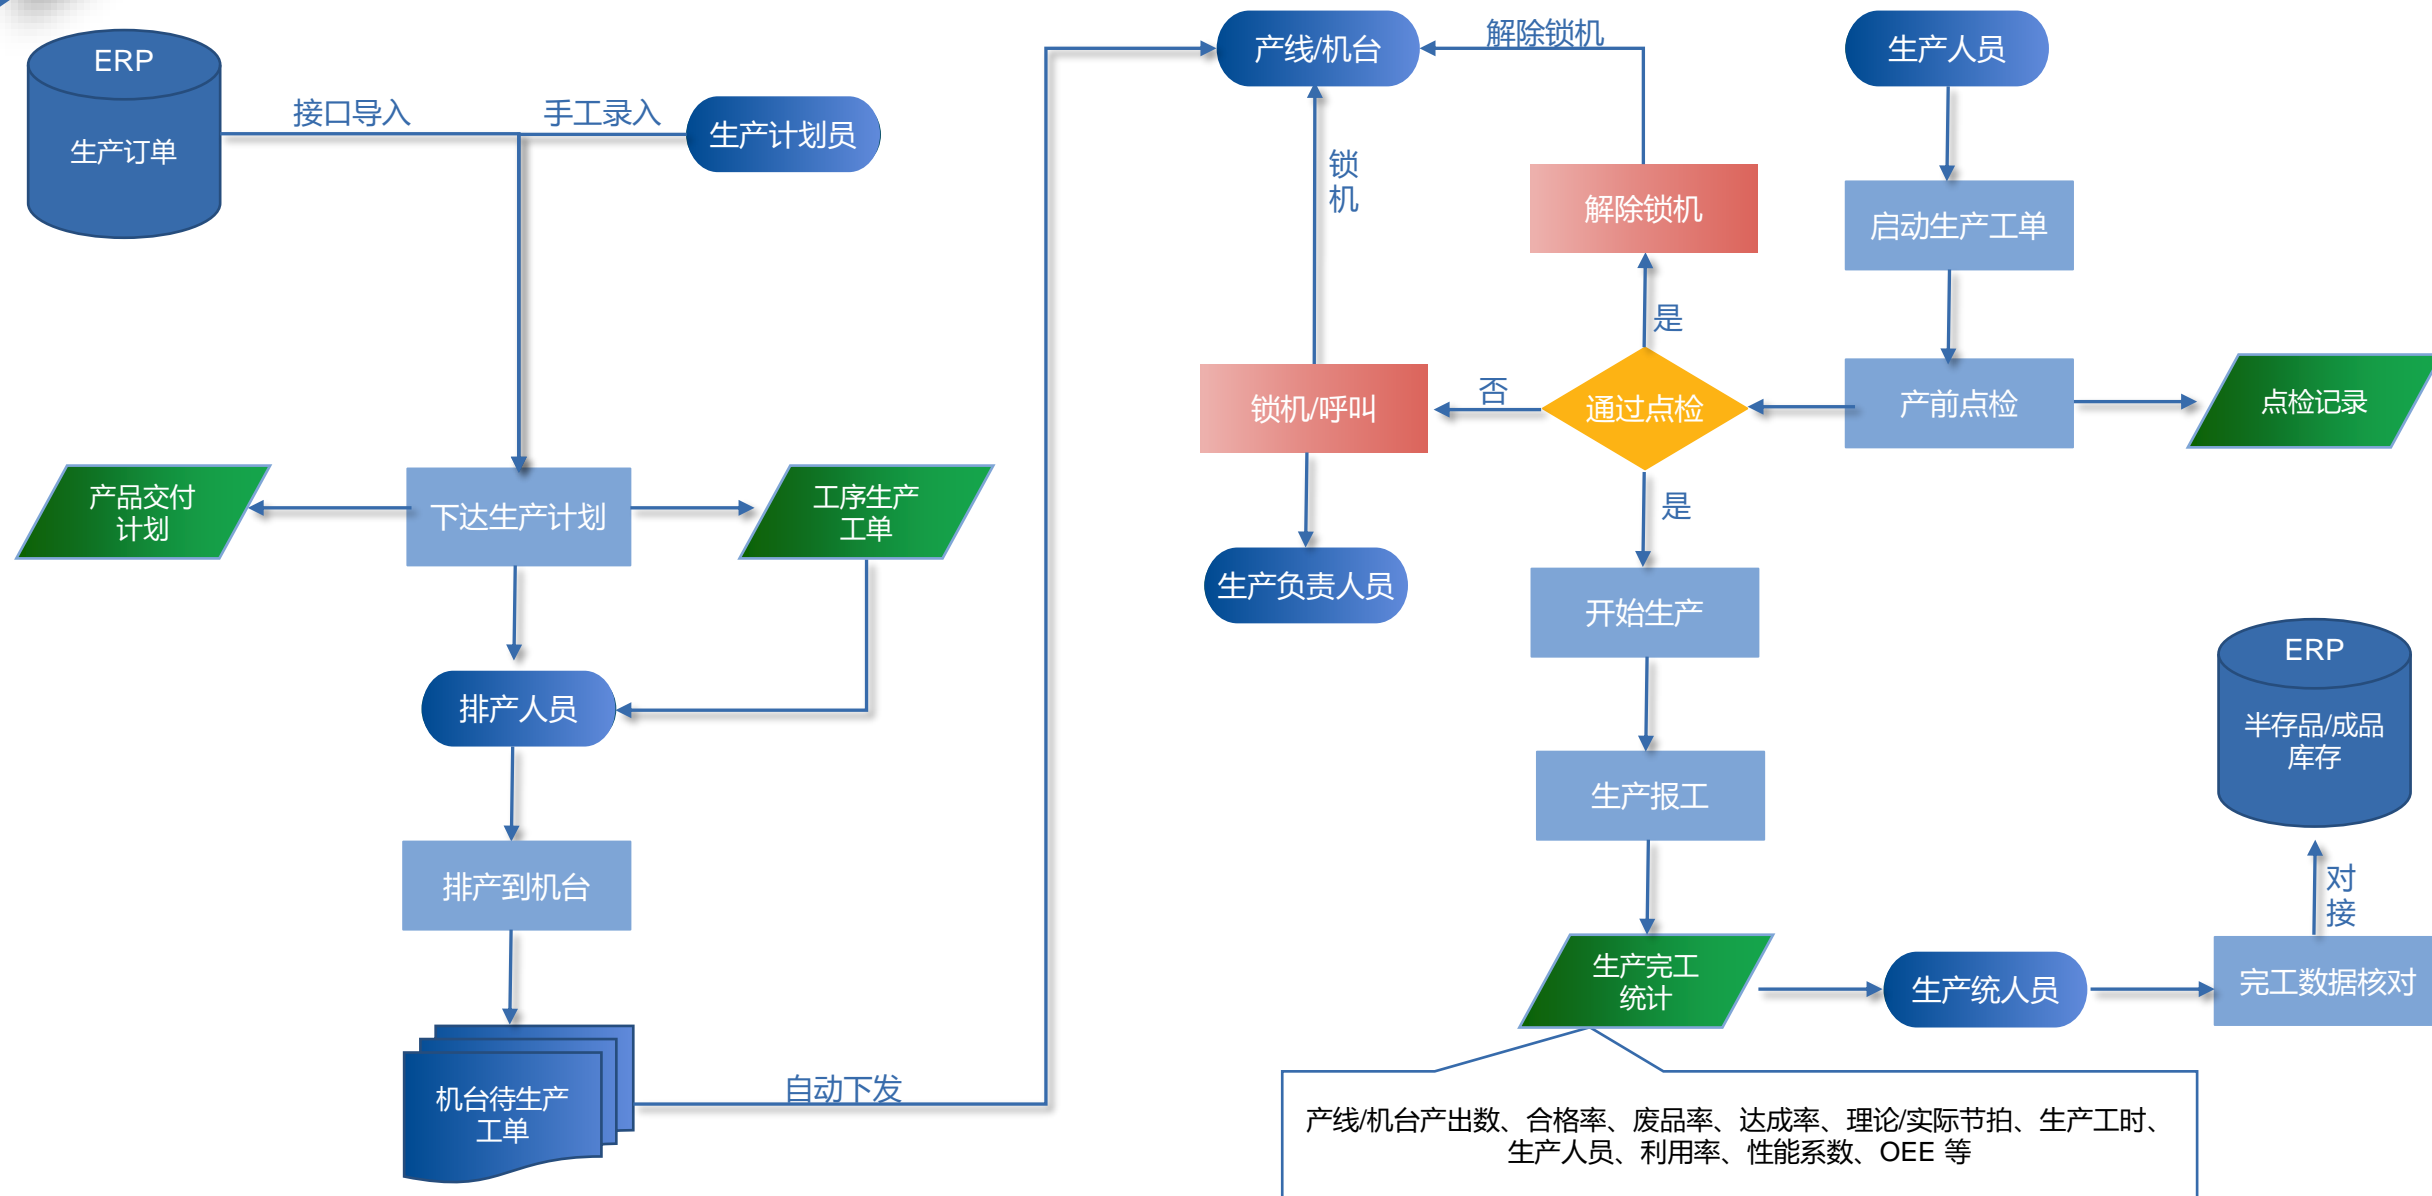 ERP
生产订单
接口导入
手工录入
生产计划员
产品交付
计划
下达生产计划
工序生产
工单
排产人员
排产到机台
机台待生产
工单
自动下发
产线/机台
解除锁机
生产人员
锁
机
解除锁机
启动生产工单
是
锁机/呼叫
否
通过点检
产前点检
点检记录
是
生产负责人员
开始生产
生产报工
生产完工
统计
生产统人员
完工数据核对
对
接
ERP
半存品/成品
库存
产线/机台产出数、合格率、废品率、达成率、理论/实际节拍、生产工时、
生产人员、利用率、性能系数、OEE 等